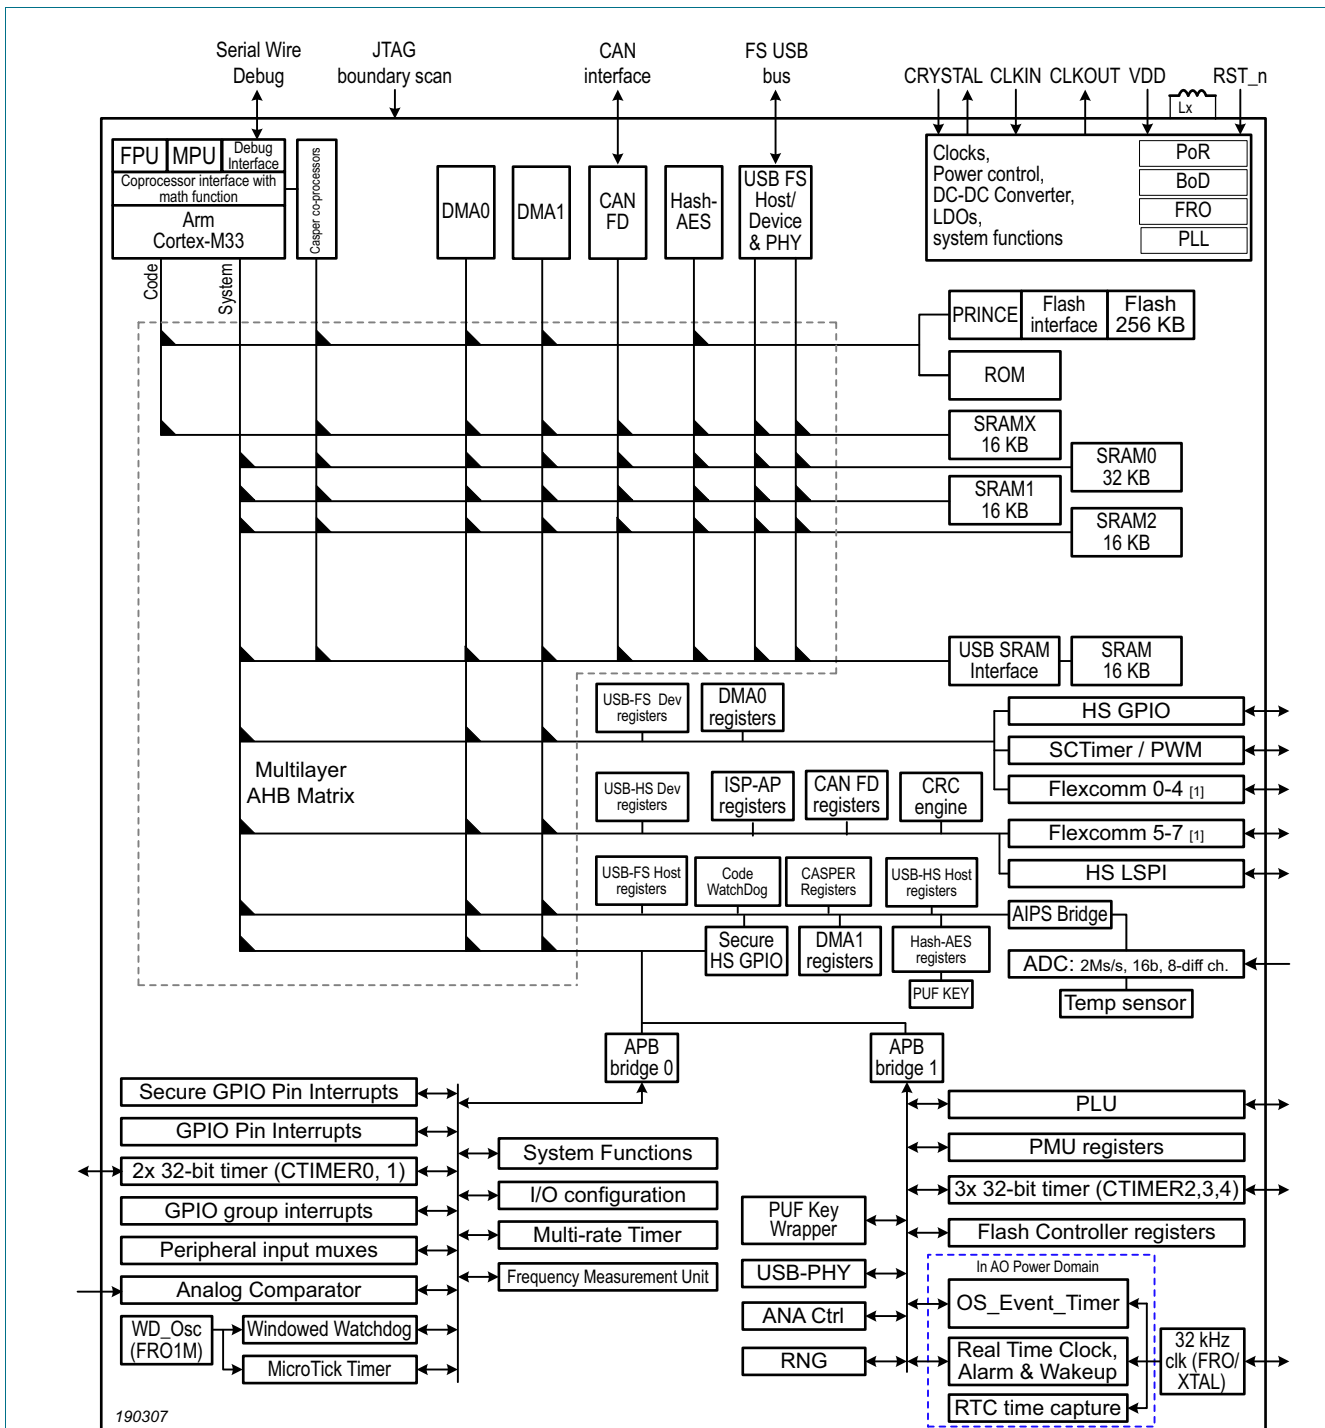 Serial Wire
Debug
JTAG
boundary scan
CAN
interface
FS USB
bus
CRYSTAL
CLKIN
CLKOUT
VDD
Lx
RST_n
FPU
MPU
Debug
Interface
Coprocessor interface with
math function
Arm
Cortex-M33
Casper co-processors
DMA0
DMA1
CAN
FD
Hash-
AES
USB FS
Host/
Device
& PHY
Clocks,
Power control,
DC-DC Converter,
LDOs,
system functions
PoR
BoD
FRO
PLL
Code
System
PRINCE
Flash
interface
Flash
256 KB
ROM
SRAMX
16 KB
SRAM0
32 KB
SRAM1
16 KB
SRAM2
16 KB
USB SRAM
Interface
SRAM
16 KB
Multilayer
AHB Matrix
USB-FS Dev
registers
DMA0
registers
HS GPIO
SCTimer / PWM
Flexcomm 0-4 [1]
USB-HS Dev
registers
ISP-AP
registers
CAN FD
registers
CRC
engine
Flexcomm 5-7 [1]
HS LSPI
USB-FS Host
registers
Code
WatchDog
CASPER
Registers
USB-HS Host
registers
AIPS Bridge
Secure
HS GPIO
DMA1
registers
Hash-AES
registers
PUF KEY
ADC: 2Ms/s, 16b, 8-diff ch.
Temp sensor
APB
bridge 0
APB
bridge 1
Secure GPIO Pin Interrupts
GPIO Pin Interrupts
2x 32-bit timer (CTIMER0, 1)
GPIO group interrupts
Peripheral input muxes
Analog Comparator
WD_Osc
(FRO1M)
Windowed Watchdog
MicroTick Timer
System Functions
I/O configuration
Multi-rate Timer
Frequency Measurement Unit
PUF Key
Wrapper
USB-PHY
ANA Ctrl
RNG
PLU
PMU registers
3x 32-bit timer (CTIMER2,3,4)
Flash Controller registers
In AO Power Domain
OS_Event_Timer
Real Time Clock,
Alarm & Wakeup
RTC time capture
32 kHz
clk (FRO/
XTAL)
190307